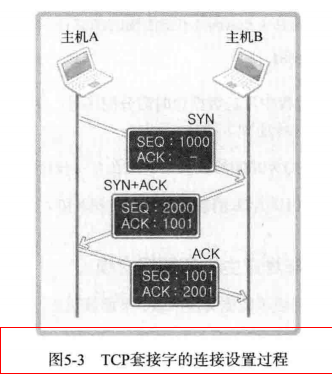 主机A
主机B
SYN
SEQ：1000
ACK： –
SYN+ACK
SEQ：2000
ACK：1001
ACK
SEQ：1001
ACK：2001
图5-3 TCP套接字的连接设置过程